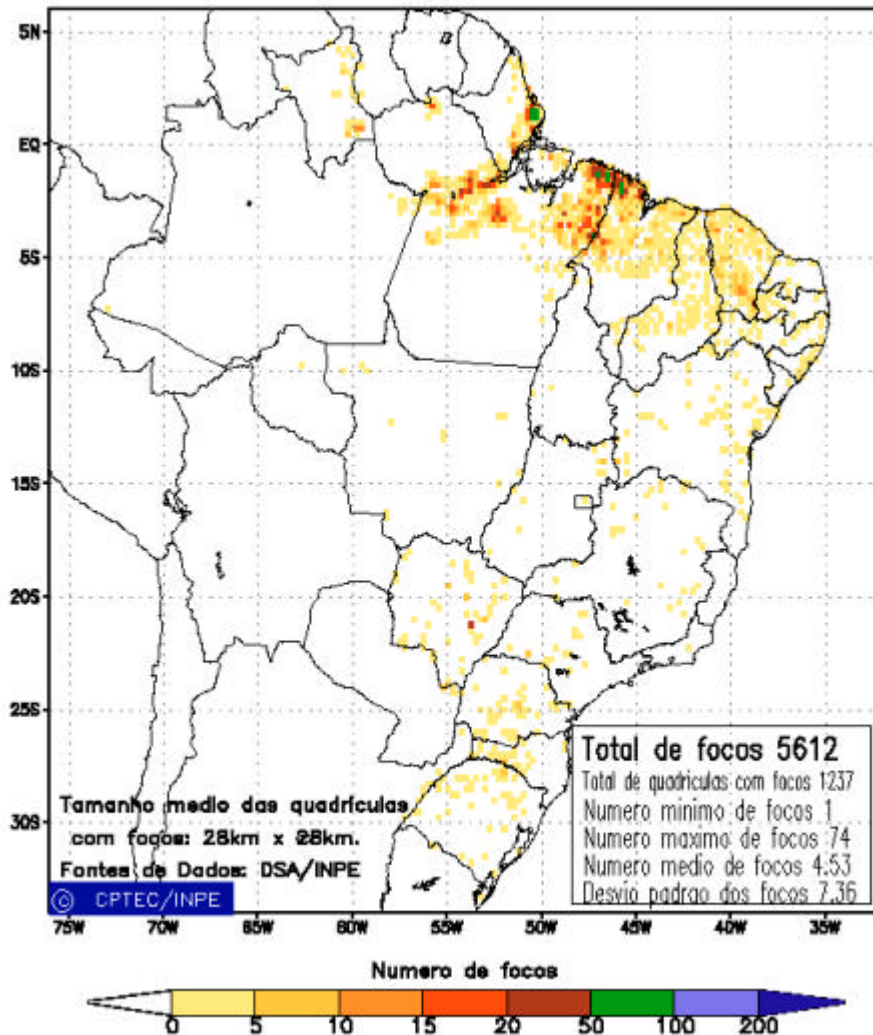 5N
EQ
5S
10S
15S
20S
25S
30S
Total de focos 5612
Total de quadriculas com focos 1237
Numero minimo de focos 1
Numero maximo de focos 74
Numero medio de focos 4.53
Desvio padrao dos focos 7.36
Tamanho medio das quadrículas
com focos: 28km x 28km.
Fontes de Dados: DSA/INPE
© CPTEC/INPE
75W 70W 65W 60W 55W 50W 45W 40W 35W
Numero de focos
0 5 10 15 20 50 100 200